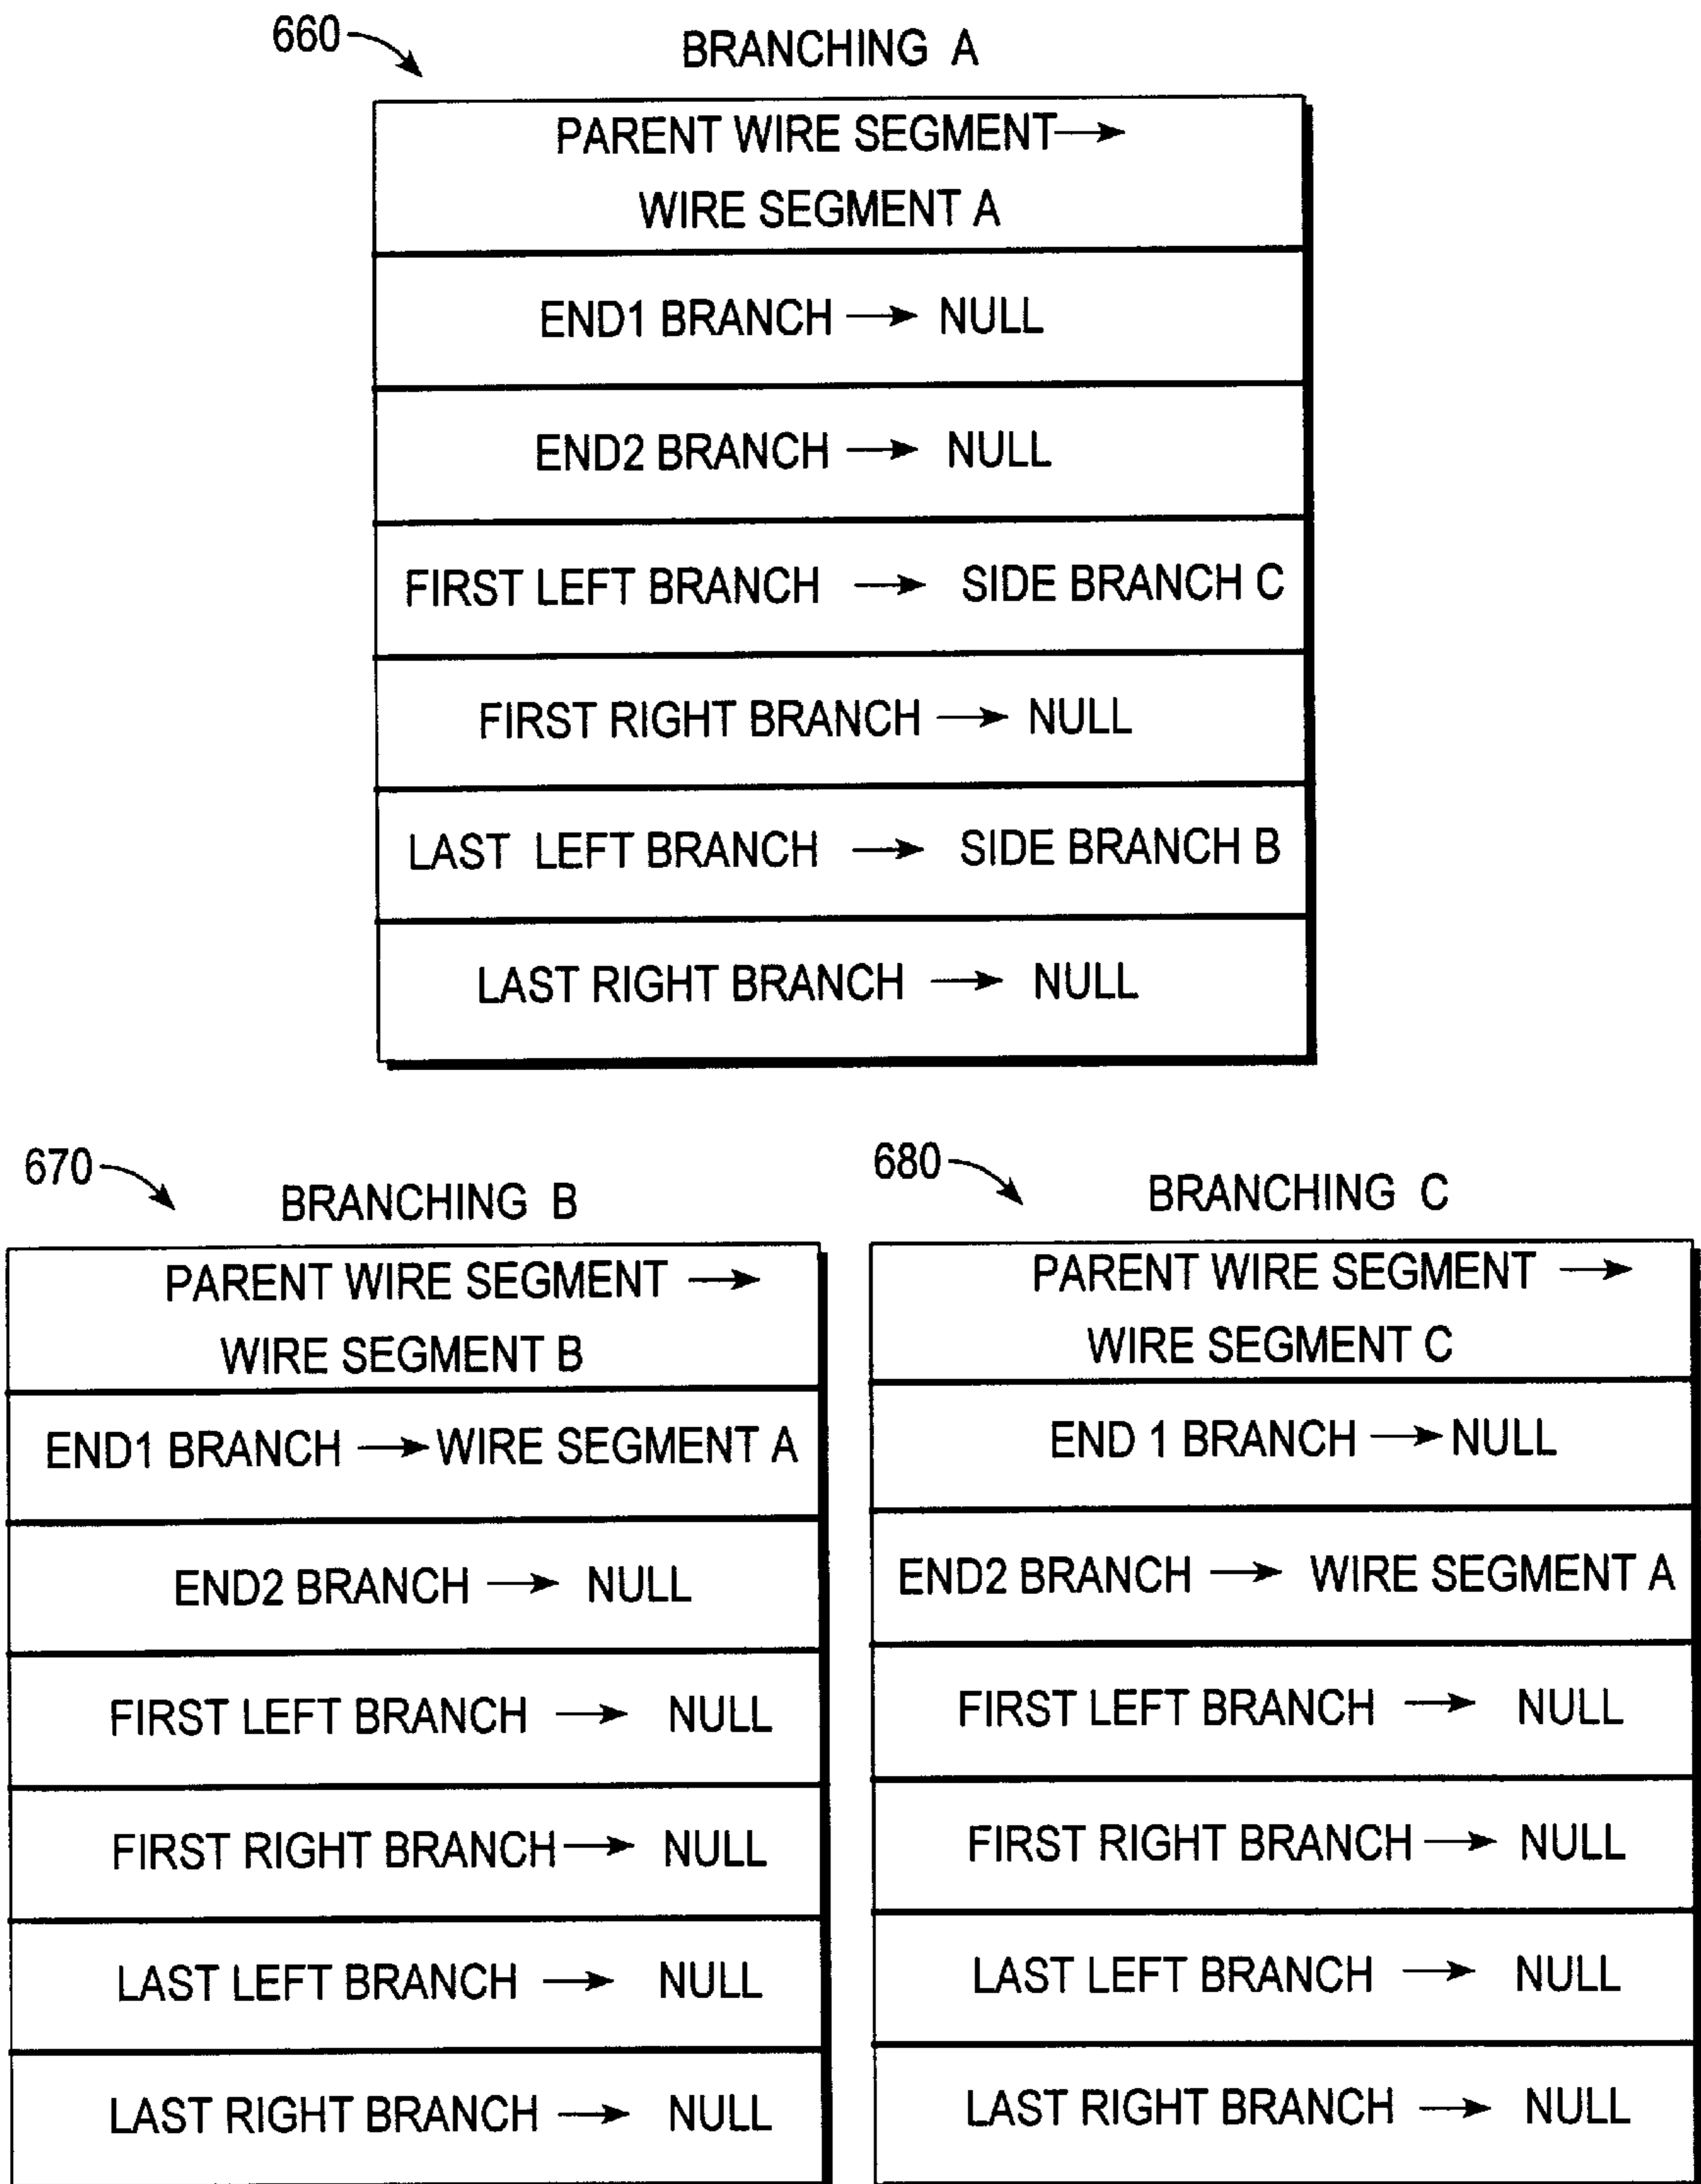 660
BRANCHING A
PARENT WIRE SEGMENT→
WIRE SEGMENT A
END1 BRANCH → NULL
END2 BRANCH → NULL
FIRST LEFT BRANCH → SIDE BRANCH C
FIRST RIGHT BRANCH → NULL
LAST LEFT BRANCH → SIDE BRANCH B
LAST RIGHT BRANCH → NULL
670
BRANCHING B
PARENT WIRE SEGMENT →
WIRE SEGMENT B
END1 BRANCH → WIRE SEGMENT A
END2 BRANCH → NULL
FIRST LEFT BRANCH → NULL
FIRST RIGHT BRANCH → NULL
LAST LEFT BRANCH → NULL
LAST RIGHT BRANCH → NULL
680
BRANCHING C
PARENT WIRE SEGMENT →
WIRE SEGMENT C
END 1 BRANCH → NULL
END2 BRANCH → WIRE SEGMENT A
FIRST LEFT BRANCH → NULL
FIRST RIGHT BRANCH → NULL
LAST LEFT BRANCH → NULL
LAST RIGHT BRANCH → NULL